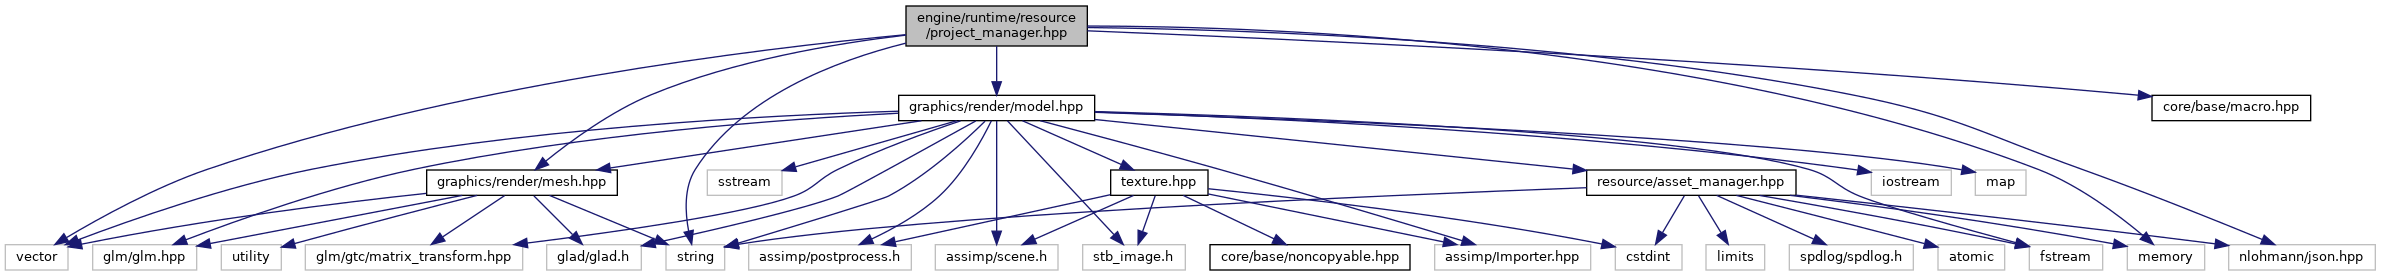 engine/runtime/resource
/project_manager.hpp
graphics/render/model.hpp
core/base/macro.hpp
graphics/render/mesh.hpp
sstream
texture.hpp
resource/asset_manager.hpp
iostream
map
vector
glm/glm.hpp
utility
glm/gtc/matrix_transform.hpp
glad/glad.h
string
assimp/postprocess.h
assimp/scene.h
stb_image.h
core/base/noncopyable.hpp
assimp/Importer.hpp
cstdint
limits
spdlog/spdlog.h
atomic
fstream
memory
nlohmann/json.hpp